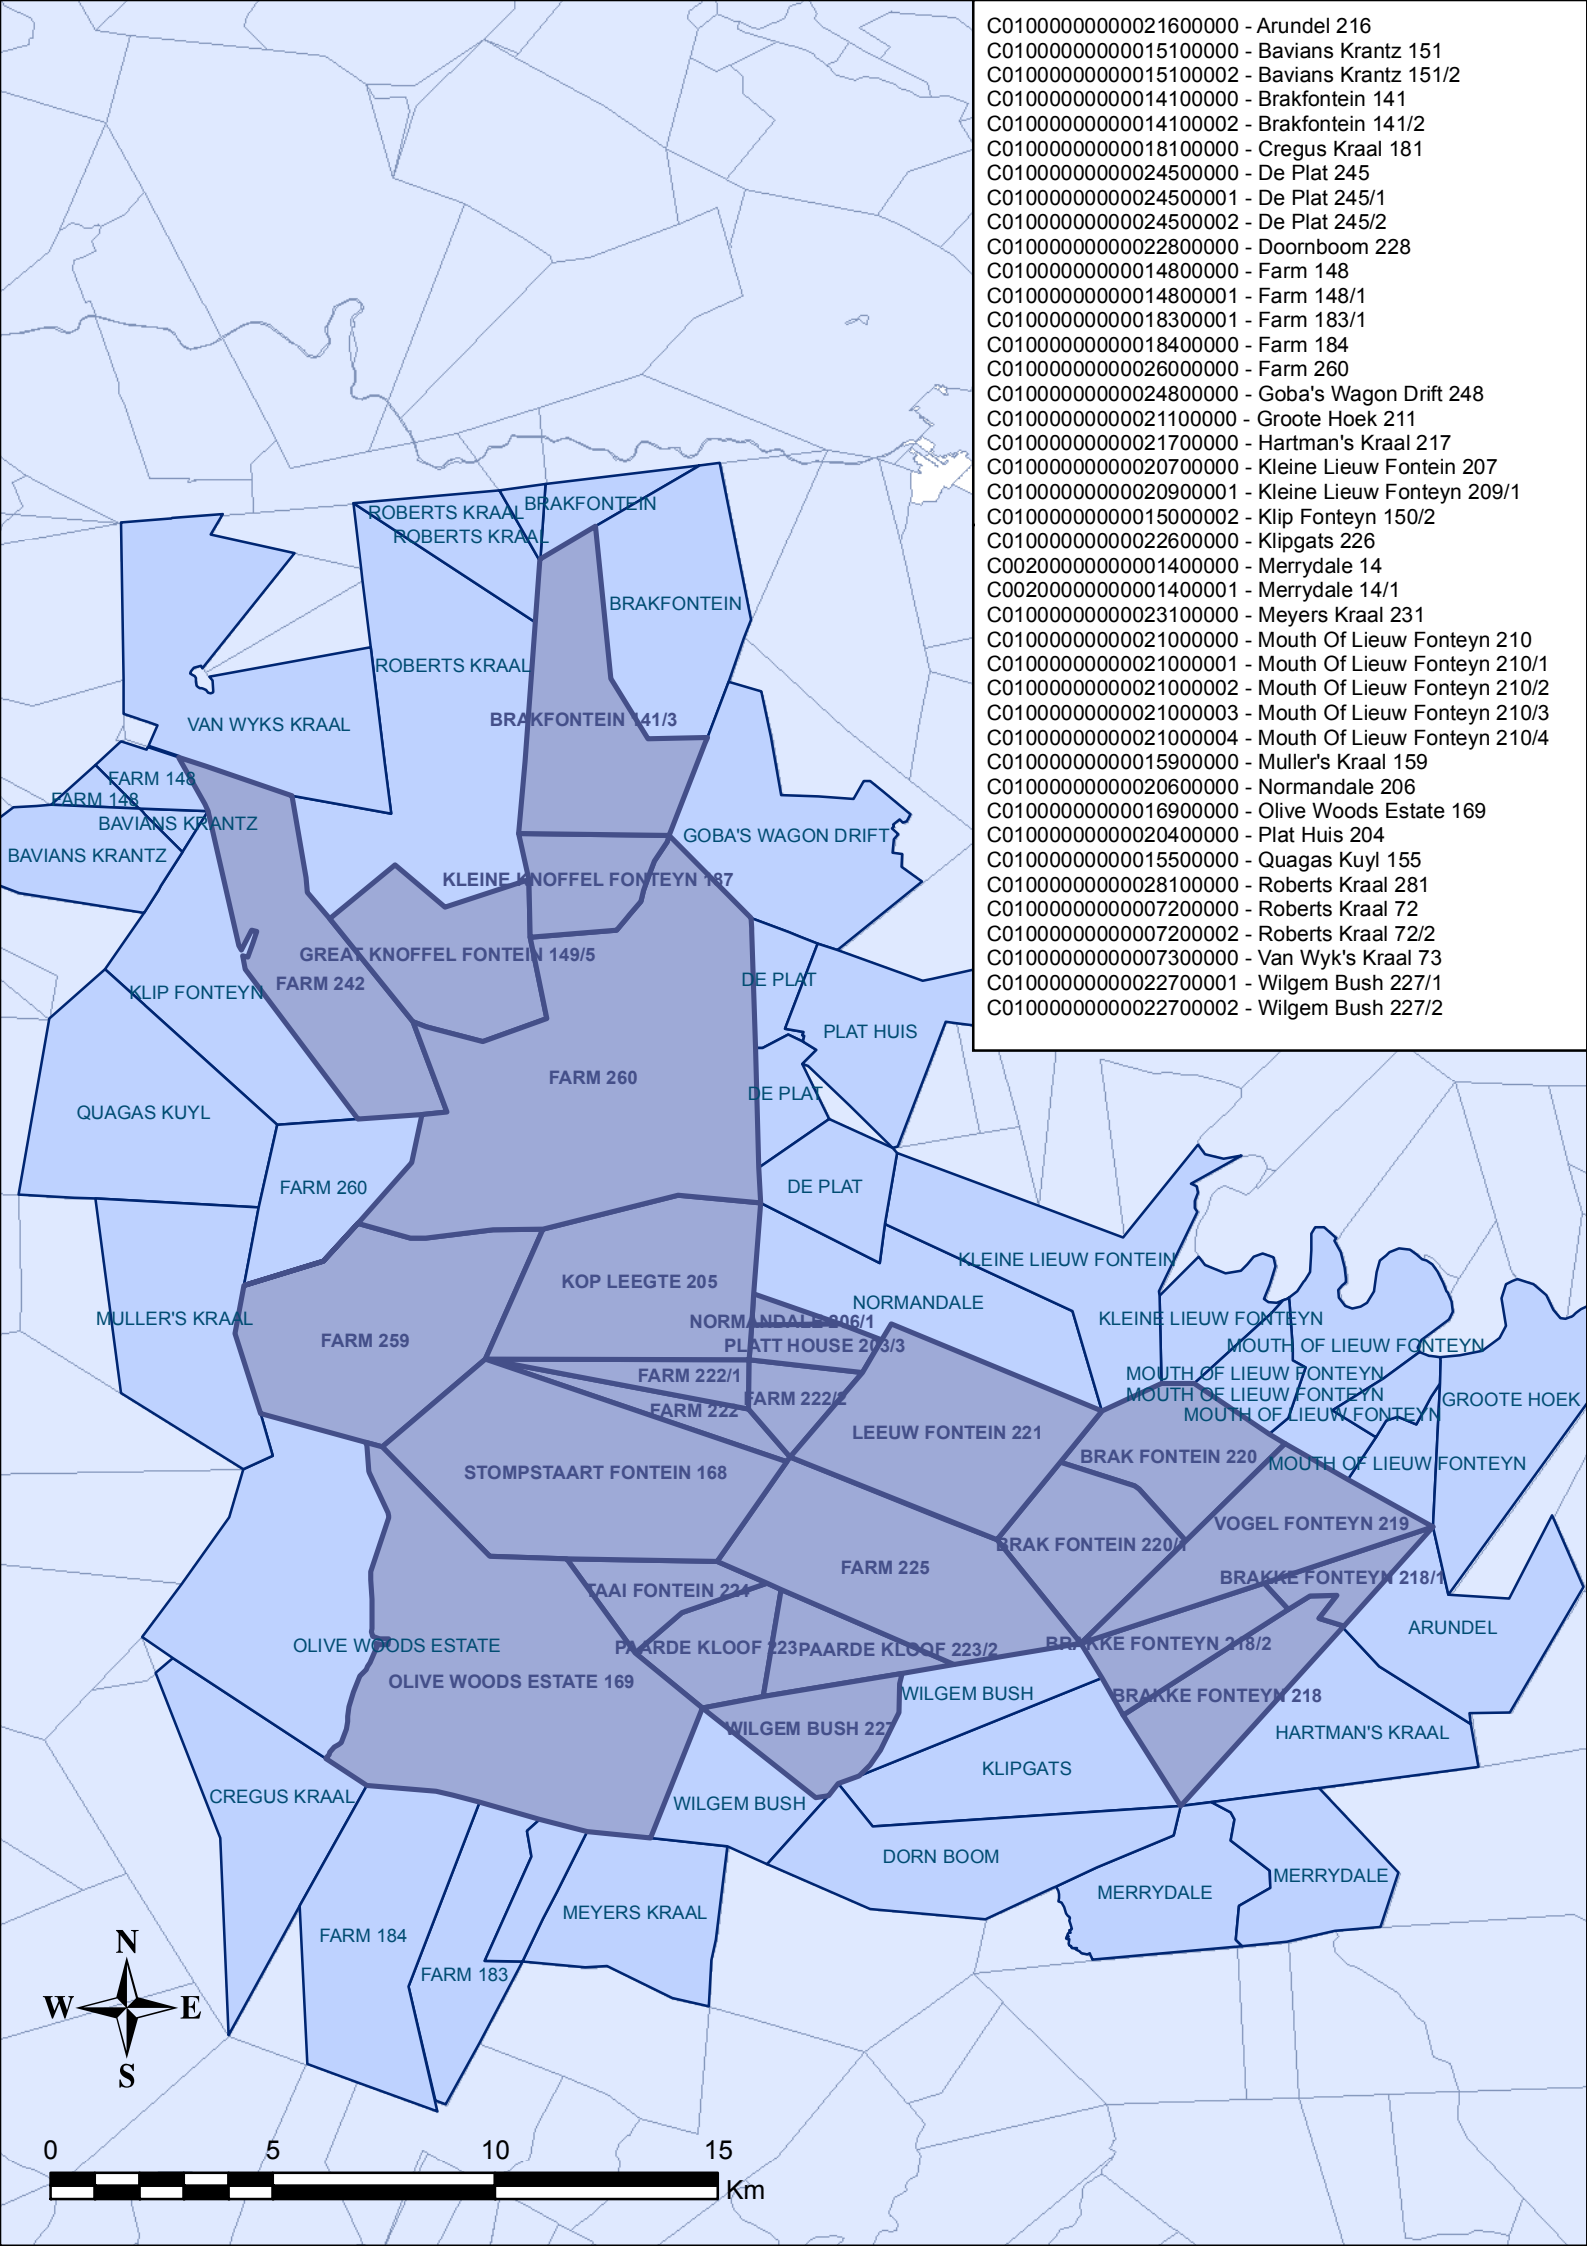 C01000000000021600000 - Arundel 216
C01000000000015100000 - Bavians Krantz 151
C01000000000015100002 - Bavians Krantz 151/2
C01000000000014100000 - Brakfontein 141
C01000000000014100002 - Brakfontein 141/2
C01000000000018100000 - Cregus Kraal 181
C01000000000024500000 - De Plat 245
C01000000000024500001 - De Plat 245/1
C01000000000024500002 - De Plat 245/2
C01000000000022800000 - Doornboom 228
C01000000000014800000 - Farm 148
C01000000000014800001 - Farm 148/1
C01000000000018300001 - Farm 183/1
C01000000000018400000 - Farm 184
C01000000000026000000 - Farm 260
C01000000000024800000 - Goba's Wagon Drift 248
C01000000000021100000 - Groote Hoek 211
C01000000000021700000 - Hartman's Kraal 217
C01000000000020700000 - Kleine Lieuw Fontein 207
C01000000000020900001 - Kleine Lieuw Fonteyn 209/1
C01000000000015000002 - Klip Fonteyn 150/2
C01000000000022600000 - Klipgats 226
C00200000000001400000 - Merrydale 14
C00200000000001400001 - Merrydale 14/1
C01000000000023100000 - Meyers Kraal 231
C01000000000021000000 - Mouth Of Lieuw Fonteyn 210
C01000000000021000001 - Mouth Of Lieuw Fonteyn 210/1
C01000000000021000002 - Mouth Of Lieuw Fonteyn 210/2
C01000000000021000003 - Mouth Of Lieuw Fonteyn 210/3
C01000000000021000004 - Mouth Of Lieuw Fonteyn 210/4
C01000000000015900000 - Muller's Kraal 159
C01000000000020600000 - Normandale 206
C01000000000016900000 - Olive Woods Estate 169
C01000000000020400000 - Plat Huis 204
C01000000000015500000 - Quagas Kuyl 155
C01000000000028100000 - Roberts Kraal 281
C01000000000007200000 - Roberts Kraal 72
C01000000000007200002 - Roberts Kraal 72/2
C01000000000007300000 - Van Wyk's Kraal 73
C01000000000022700001 - Wilgem Bush 227/1
C01000000000022700002 - Wilgem Bush 227/2
BRAKFONTEIN
ROBERTS KRAAL
ROBERTS KRAAL
BRAKFONTEIN
ROBERTS KRAAL
BRAKFONTEIN 141/3
VAN WYKS KRAAL
FARM 148
FARM 148
BAVIANS KRANTZ
GOBA'S WAGON DRIFT
BAVIANS KRANTZ
KLEINE KNOFFEL FONTEYN 187
GREAT KNOFFEL FONTEIN 149/5
DE PLAT
FARM 242
KLIP FONTEYN
PLAT HUIS
FARM 260
DE PLAT
QUAGAS KUYL
DE PLAT
FARM 260
KLEINE LIEUW FONTEIN
KOP LEEGTE 205
NORMANDALE
MULLER'S KRAAL
KLEINE LIEUW FONTEYN
NORMANDALE 206/1
FARM 259
PLATT HOUSE 203/3
MOUTH OF LIEUW FONTEYN
FARM 222/1
MOUTH OF LIEUW FONTEYN
MOUTH OF LIEUW FONTEYN
FARM 222/2
GROOTE HOEK
FARM 222
MOUTH OF LIEUW FONTEYN
LEEUW FONTEIN 221
BRAK FONTEIN 220
MOUTH OF LIEUW FONTEYN
STOMPSTAART FONTEIN 168
VOGEL FONTEYN 219
BRAK FONTEIN 220/1
FARM 225
BRAKKE FONTEYN 218/1
TAAI FONTEIN 224
ARUNDEL
OLIVE WOODS ESTATE
BRAKKE FONTEYN 218/2
PAARDE KLOOF 223
PAARDE KLOOF 223/2
OLIVE WOODS ESTATE 169
WILGEM BUSH
BRAKKE FONTEYN 218
WILGEM BUSH 227
HARTMAN'S KRAAL
KLIPGATS
CREGUS KRAAL
WILGEM BUSH
DORN BOOM
MERRYDALE
MERRYDALE
MEYERS KRAAL
FARM 184
FARM 183
N
W
E
S
0 5 10 15
Km